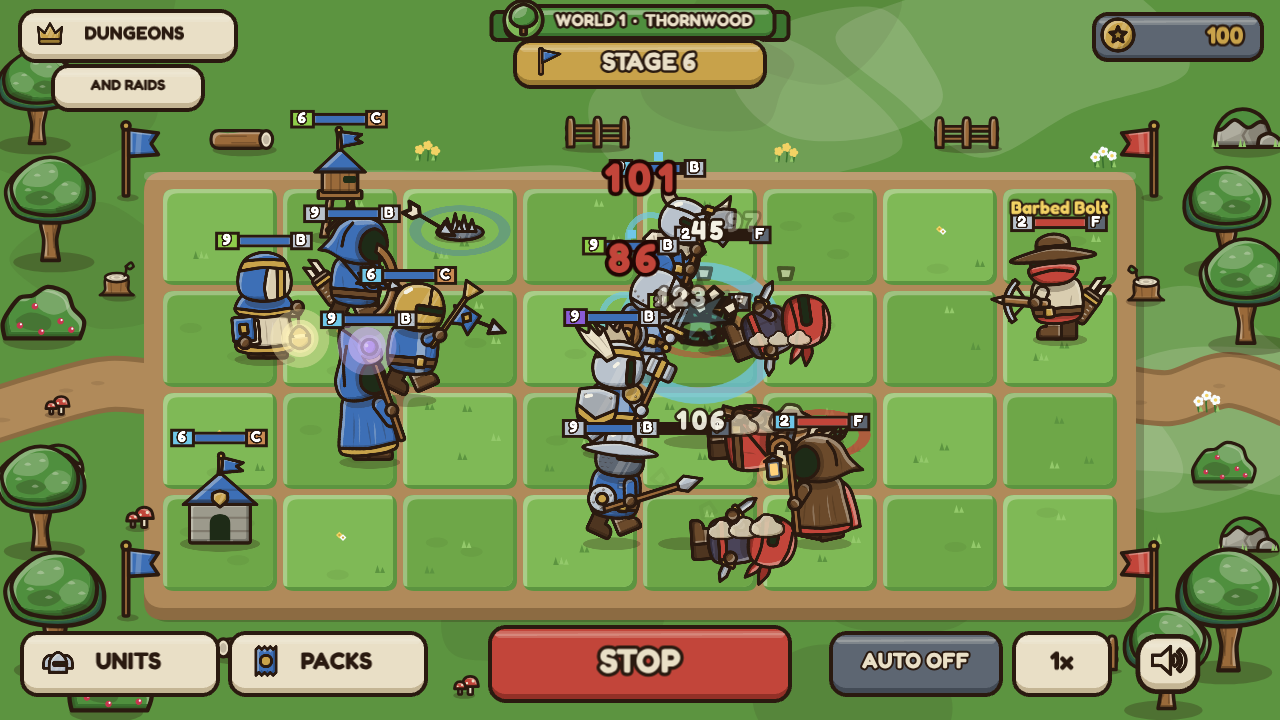 DUNGEONS
AND RAIDS
WORLD 1 • THORNWOOD
STAGE 6
100
6 C
9 B
9 B
6 C
9 B
6 C
101
B
97
2 45 F
9 B
86
123
9 B
106
9 B
2 F
Barbed Bolt
2 F
UNITS
PACKS
STOP
AUTO OFF
1x